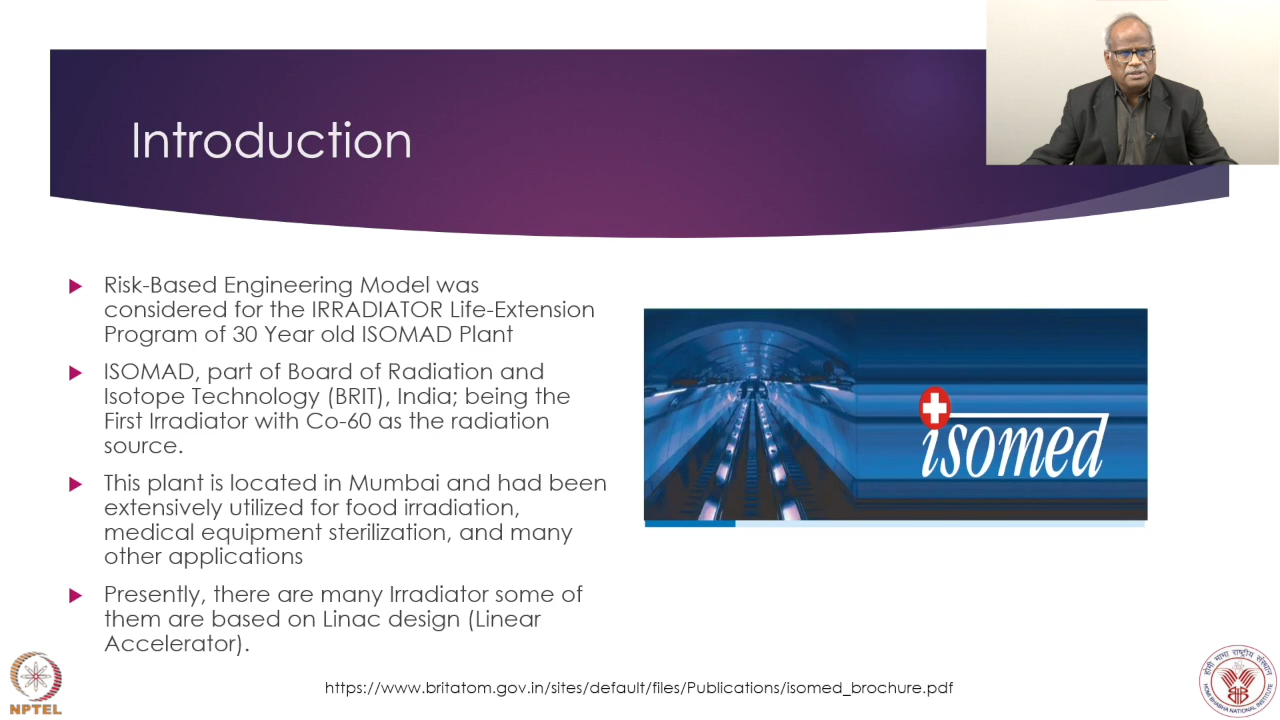 Introduction
Risk-Based Engineering Model was
considered for the IRRADIATOR Life-Extension
Program of 30 Year old ISOMAD Plant
ISOMAD, part of Board of Radiation and
Isotope Technology (BRIT), India; being the
First Irradiator with Co-60 as the radiation
source.
This plant is located in Mumbai and had been
extensively utilized for food irradiation,
medical equipment sterilization, and many
other applications
Presently, there are many Irradiator some of
them are based on Linac design (Linear
Accelerator).
isomed
https://www.britatom.gov.in/sites/default/files/Publications/isomed_brochure.pdf
NPTEL
होमी भाभा राष्ट्रीय संस्थान
HOMI BHABHA NATIONAL INSTITUTE